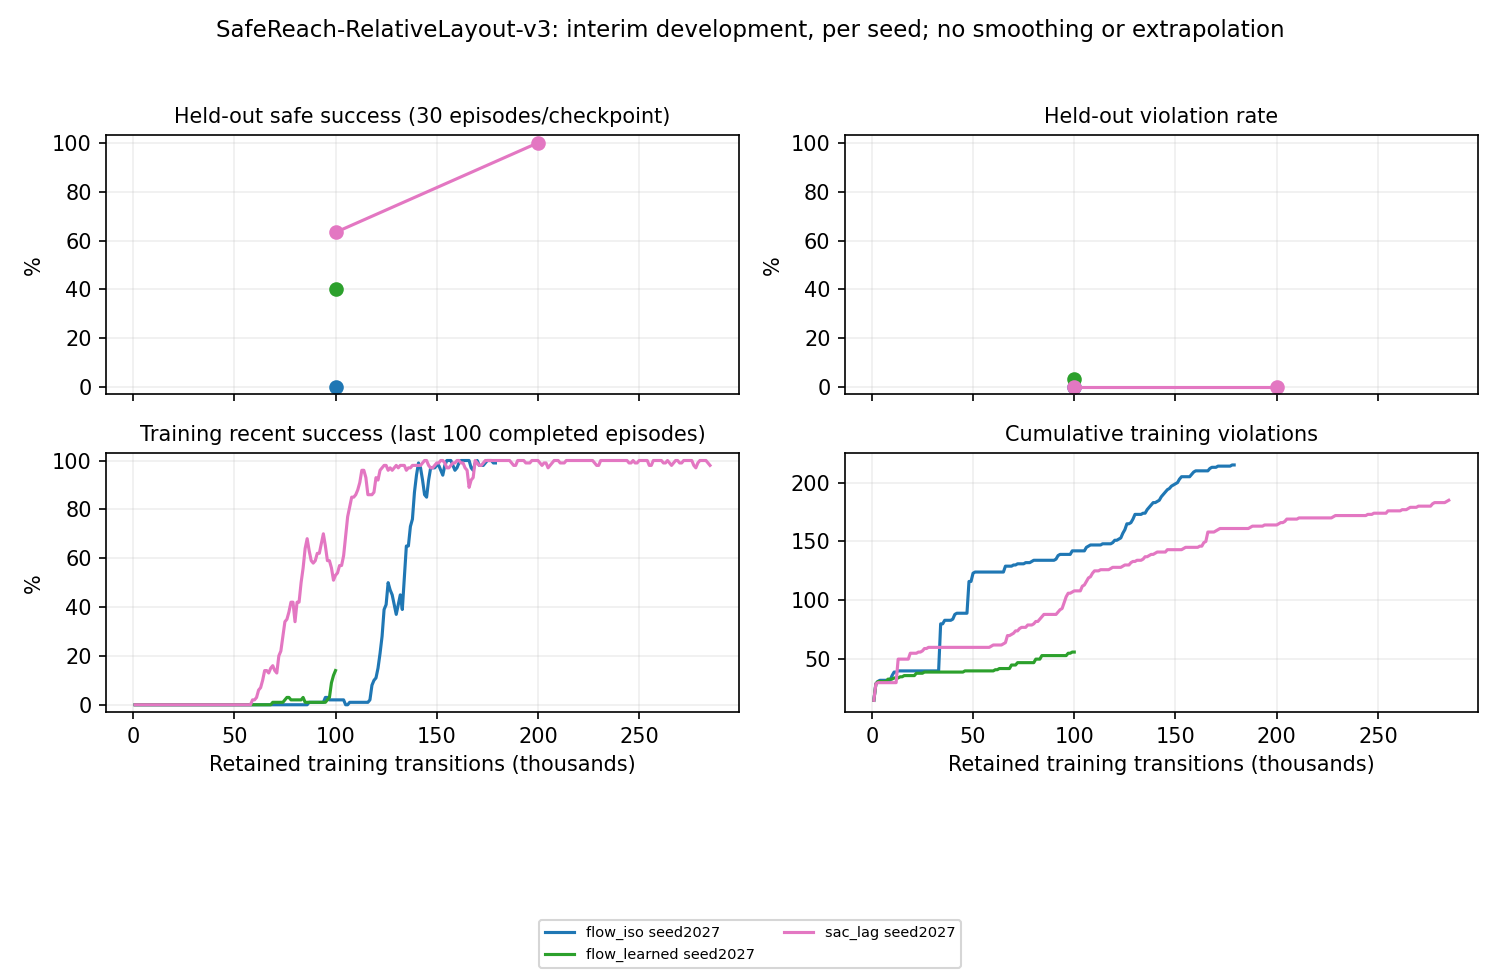 SafeReach-RelativeLayout-v3: interim development, per seed; no smoothing or extrapolation
Held-out safe success (30 episodes/checkpoint)
100
80
60
40
20
0
%
Held-out violation rate
100
80
60
40
20
0
%
Training recent success (last 100 completed episodes)
100
80
60
40
20
0
%
0 50 100 150 200 250
Retained training transitions (thousands)
Cumulative training violations
200
150
100
50
0 50 100 150 200 250
Retained training transitions (thousands)
flow_iso seed2027
flow_learned seed2027
sac_lag seed2027